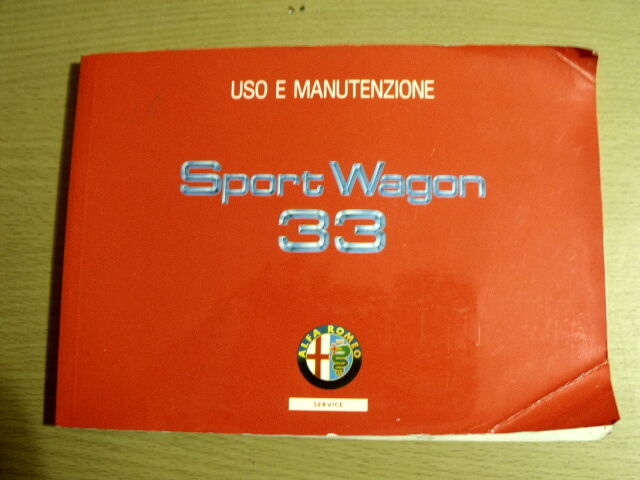 USO E MANUTENZIONE
Sport Wagon
33
ALFA ROMEO
SERVICE